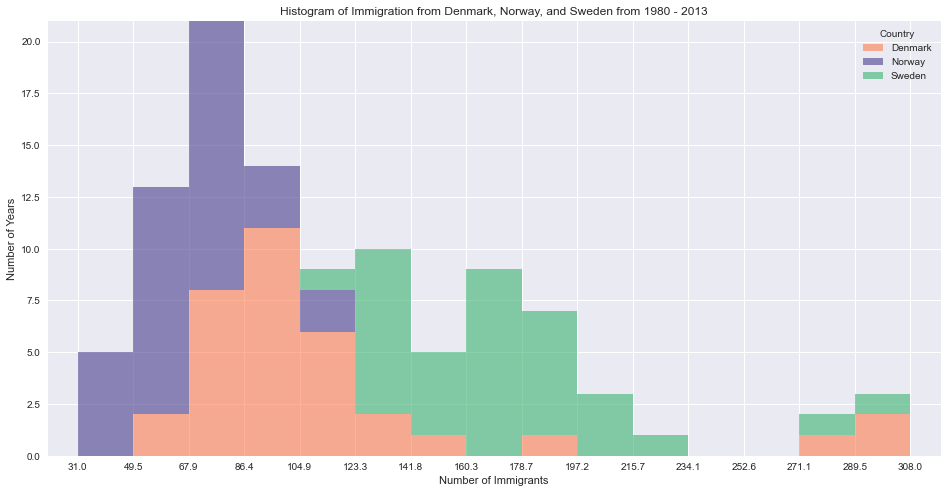 Histogram of Immigration from Denmark, Norway, and Sweden from 1980 - 2013
Country
Denmark
Norway
Sweden
20.0
17.5
15.0
12.5
10.0
7.5
5.0
2.5
0.0
Number of Years
31.0 49.5 67.9 86.4 104.9 123.3 141.8 160.3 178.7 197.2 215.7 234.1 252.6 271.1 289.5 308.0
Number of Immigrants